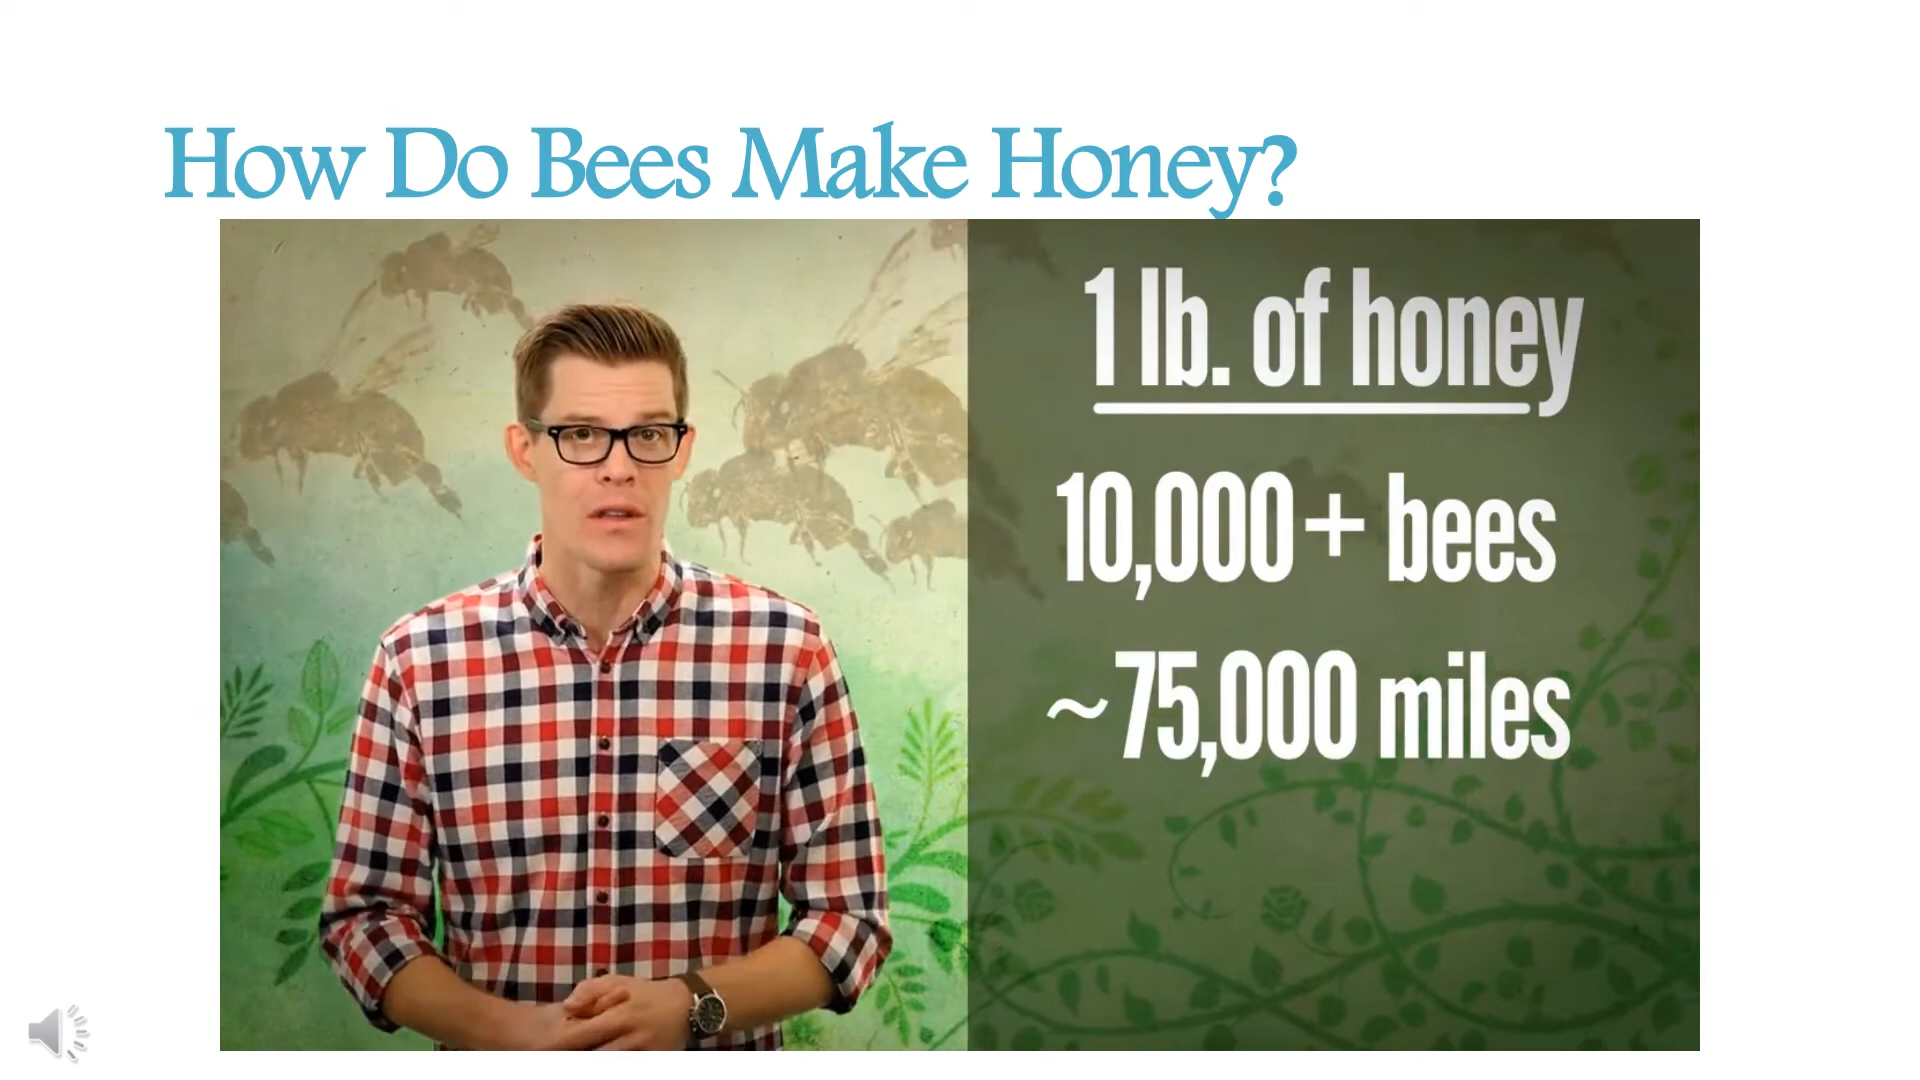 How Do Bees Make Honey?
1 lb. of honey
10,000+ bees
~75,000 miles